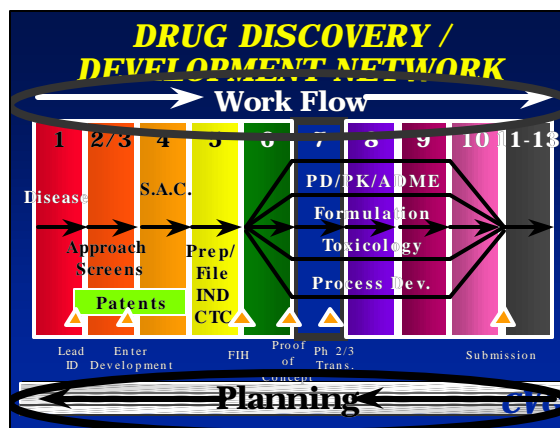 DRUG DISCOVERY /
DEVELOPMENT NETWORK
Work Flow
1 2/3 4 5 6 7 8 9 10 11-13
Disease
S.A.C.
PD/PK/ADME
Formulation
Toxicology
Process Dev.
Approach
Screens
Prep/
File
IND
CTC
Patents
Lead
ID
Enter
Development
FIH
Proof
of
Concept
Ph 2/3
Trans.
Submission
Planning